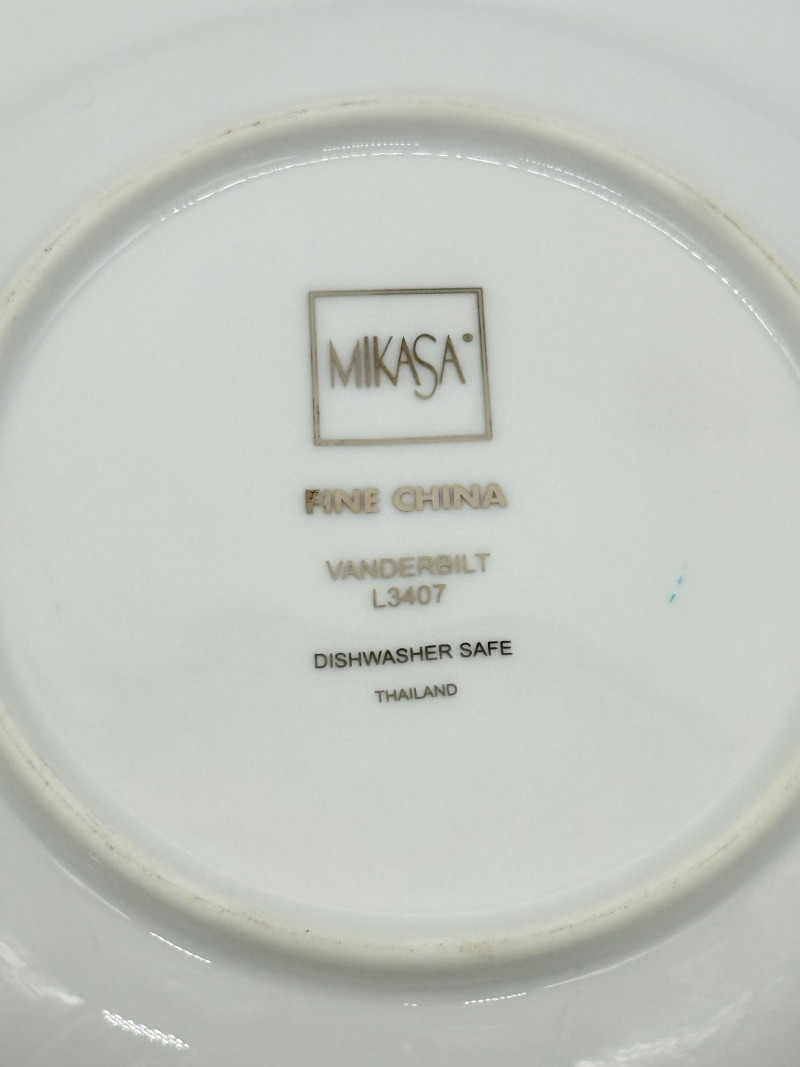 MIKASA®
FINE CHINA
VANDERBILT
L3407
DISHWASHER SAFE
THAILAND